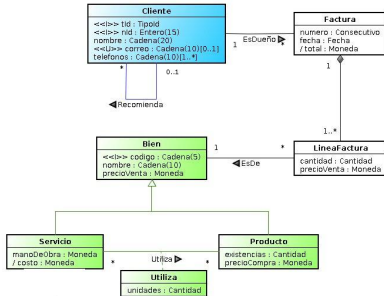 Cliente
<<I>> tId : TipoId
<<I>> nId : Entero(15)
nombre : Cadena(20)
<<U>> correo : Cadena(10)[0..1]
telefonos : Cadena(10)[1..*]
Factura
numero : Consecutivo
fecha : Fecha
/ total : Moneda
EsDueño
1
*
*
0..1
Recomienda
1
1..*
Bien
<<I>> codigo : Cadena(5)
nombre : Cadena(10)
precioVenta : Moneda
1
*
EsDe
LineaFactura
cantidad : Cantidad
precioVenta : Moneda
Servicio
manoDeObra : Moneda
/ costo : Moneda
Producto
existencias : Cantidad
precioCompra : Moneda
*
Utiliza
*
Utiliza
unidades : Cantidad